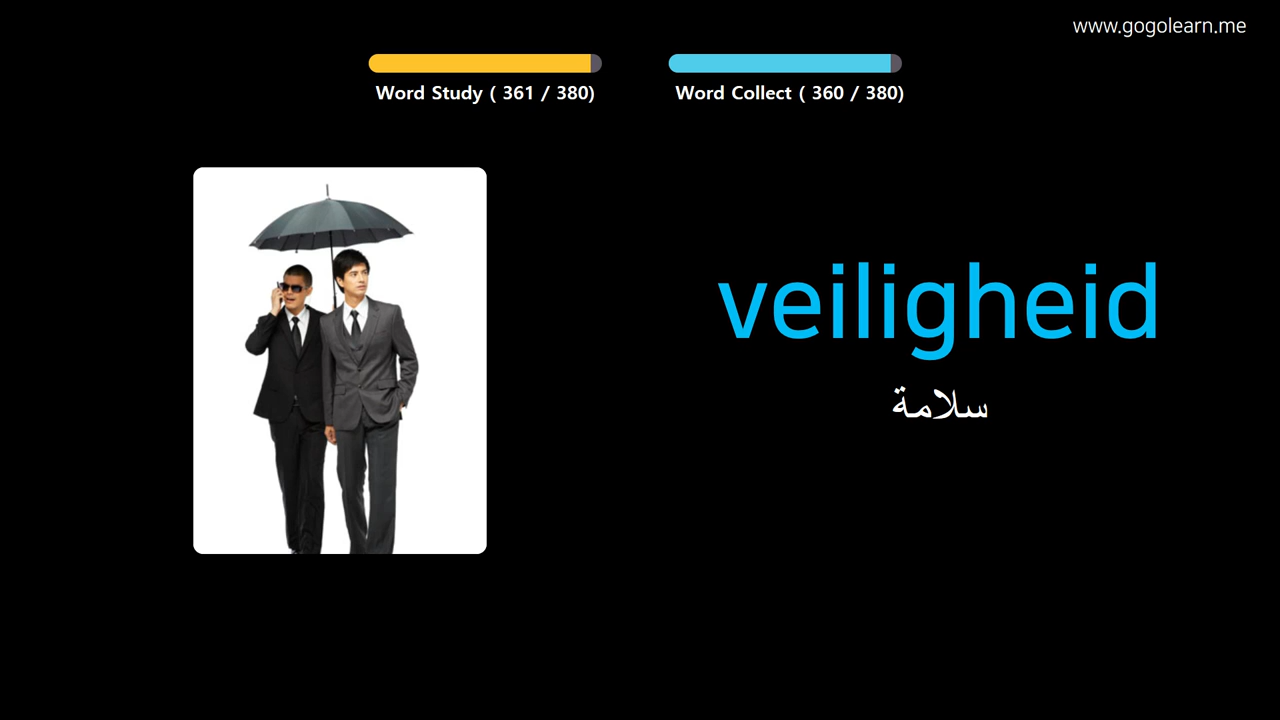 www.gogolearn.me
Word Study ( 361 / 380)
Word Collect ( 360 / 380)
veiligheid
سلامة